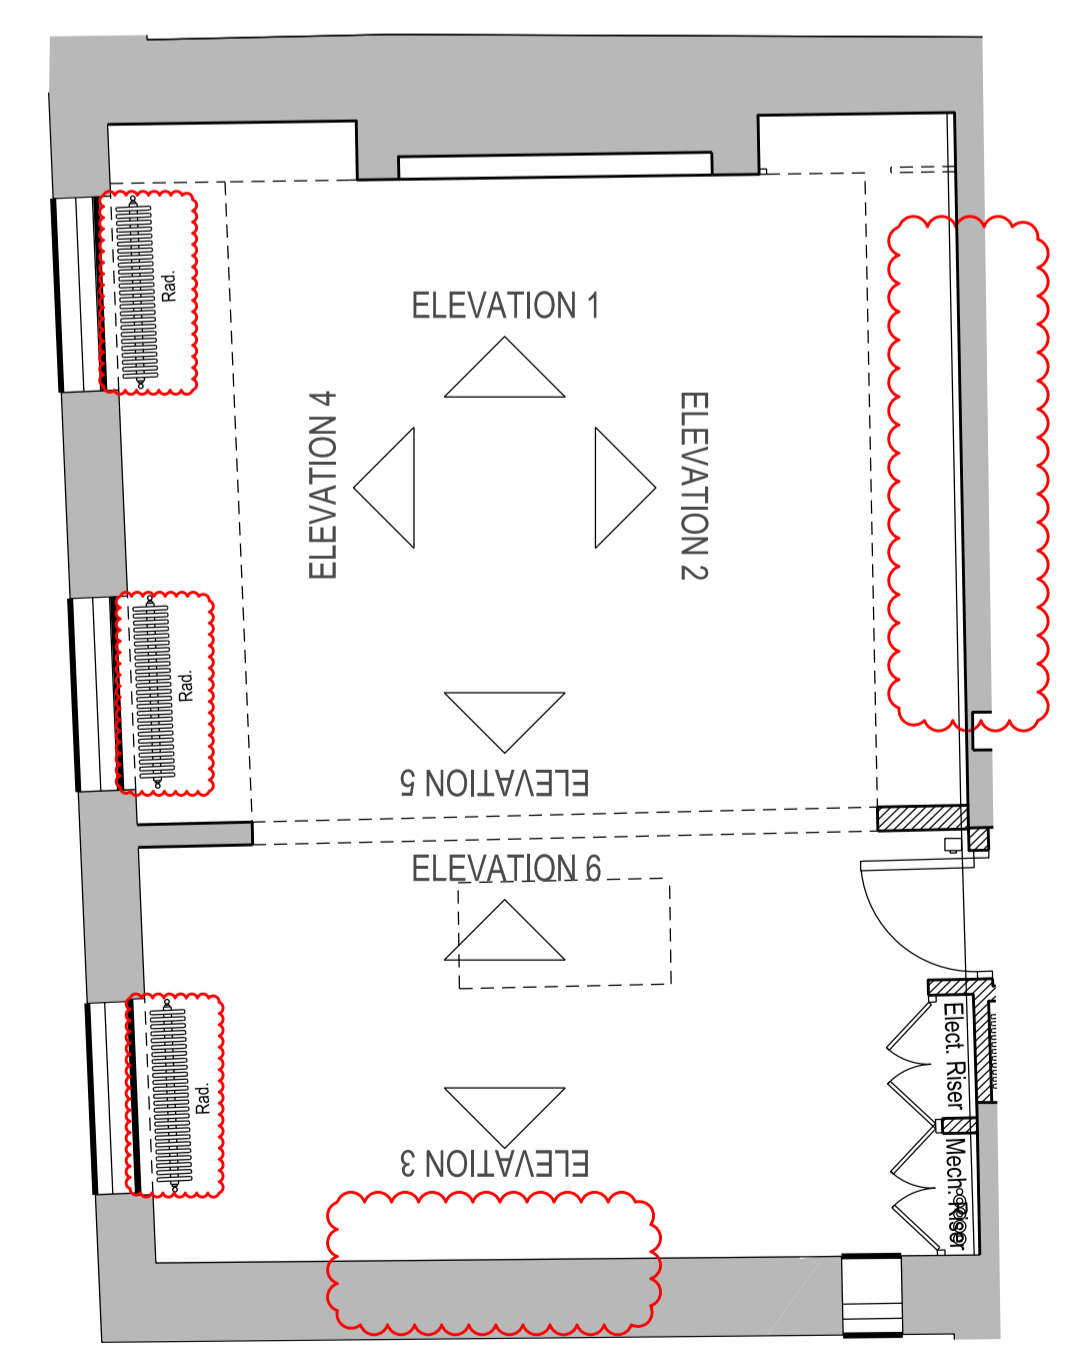 Rad.
ELEVATION 1
ELEVATION 4
ELEVATION 2
Rad.
ELEVATION 5
ELEVATION 6
Elect. Riser
Rad.
ELEVATION 3
Mech. Riser